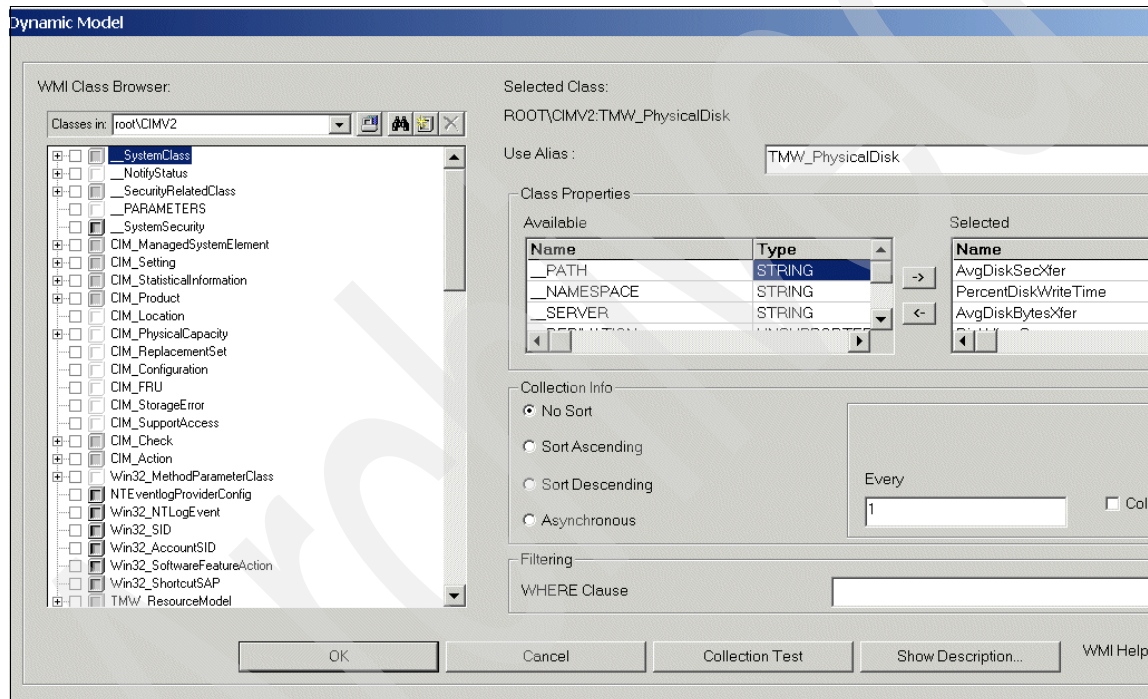 Dynamic Model
WMI Class Browser:
Classes in: root\CIMV2
__SystemClass
__NotifyStatus
__SecurityRelatedClass
__PARAMETERS
__SystemSecurity
CIM_ManagedSystemElement
CIM_Setting
CIM_StatisticalInformation
CIM_Product
CIM_Location
CIM_PhysicalCapacity
CIM_ReplacementSet
CIM_Configuration
CIM_FRU
CIM_StorageError
CIM_SupportAccess
CIM_Check
CIM_Action
Win32_MethodParameterClass
NTEventlogProviderConfig
Win32_NTLogEvent
Win32_SID
Win32_AccountSID
Win32_SoftwareFeatureAction
Win32_ShortcutSAP
TMW_ResourceModel
Selected Class:
ROOT\CIMV2:TMW_PhysicalDisk
Use Alias : TMW_PhysicalDisk
Class Properties
Available
Name Type
__PATH STRING
__NAMESPACE STRING
__SERVER STRING
-> 
<-
Selected
Name
AvgDiskSecXfer
PercentDiskWriteTime
AvgDiskBytesXfer
Collection Info
No Sort
Sort Ascending
Sort Descending
Asynchronous
Every
1
Col
Filtering
WHERE Clause
OK Cancel Collection Test Show Description... WMI Help